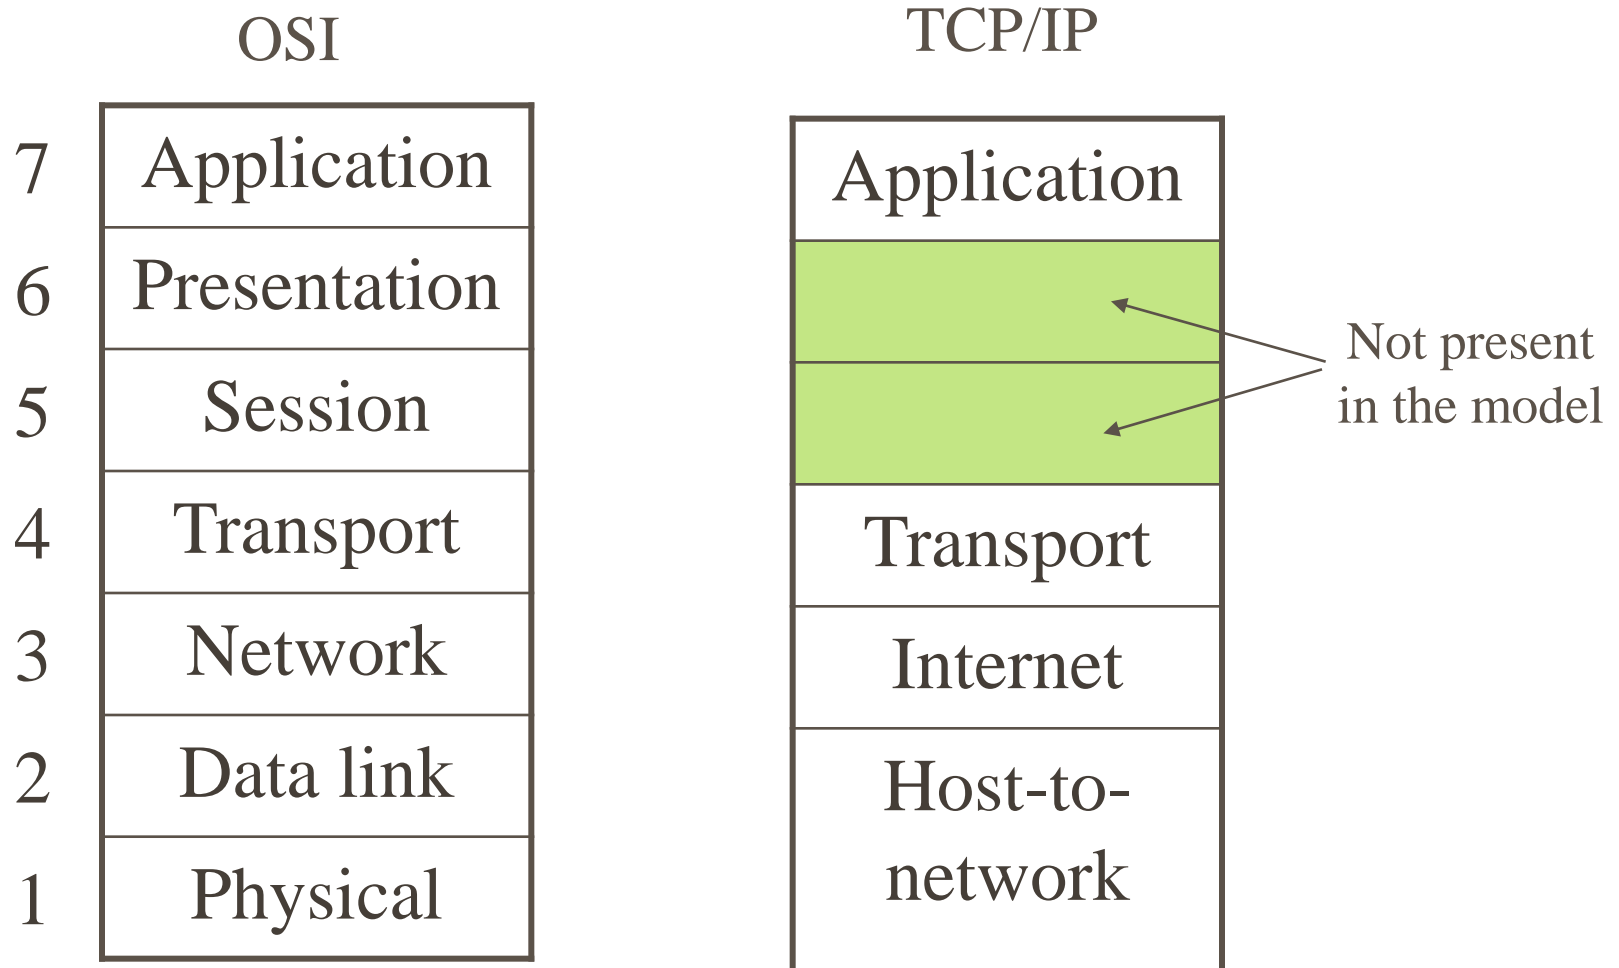 OSI
TCP/IP
7 Application
6 Presentation
5 Session
4 Transport
3 Network
2 Data link
1 Physical
Application
Transport
Internet
Host-to-
network
Not present
in the model